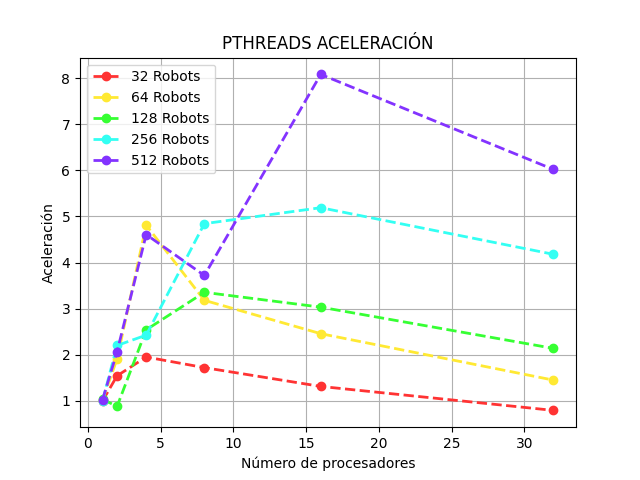 PTHREADS ACELERACIÓN
32 Robots
64 Robots
128 Robots
256 Robots
512 Robots
Aceleración
8
7
6
5
4
3
2
1
0 5 10 15 20 25 30
Número de procesadores